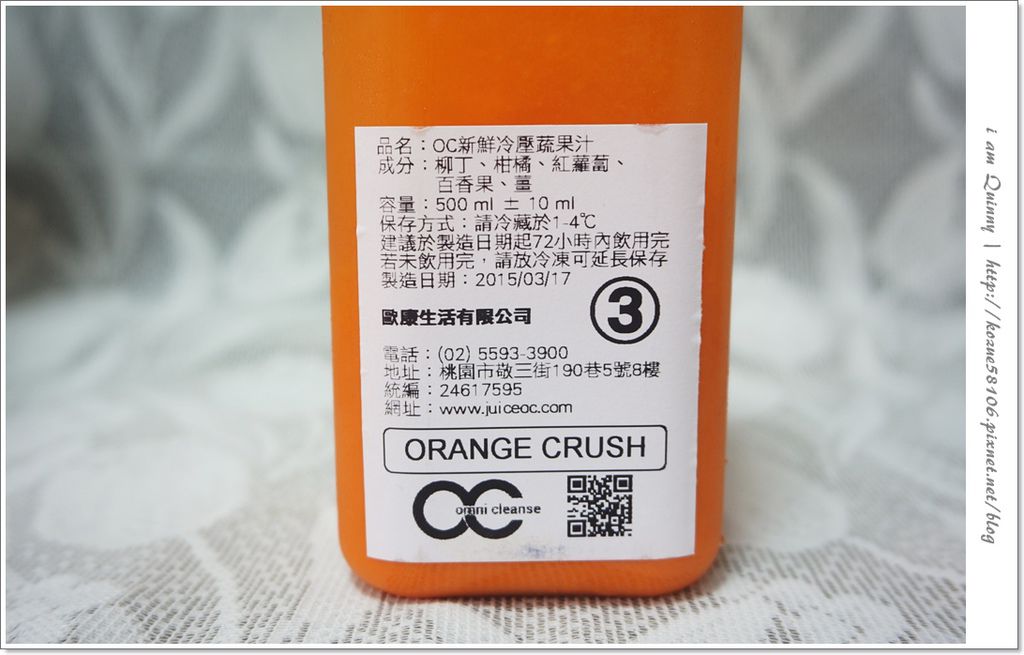 品名：OC新鮮冷壓蔬果汁
成分：柳丁、柑橘、紅蘿蔔、
百香果、薑
容量：500 ml ± 10 ml
保存方式：請冷藏於1-4℃
建議於製造日期起72小時內飲用完
若未飲用完，請放冷凍可延長保存
製造日期：2015/03/17
3
歐康生活有限公司
電話：(02) 5593-3900
地址：桃園市敬三街190巷5號8樓
統編：24617595
網址：www.juiceoc.com
ORANGE CRUSH
OC
omni cleanse
i am Quinny | http://kozue58106.pixnet.net/blog